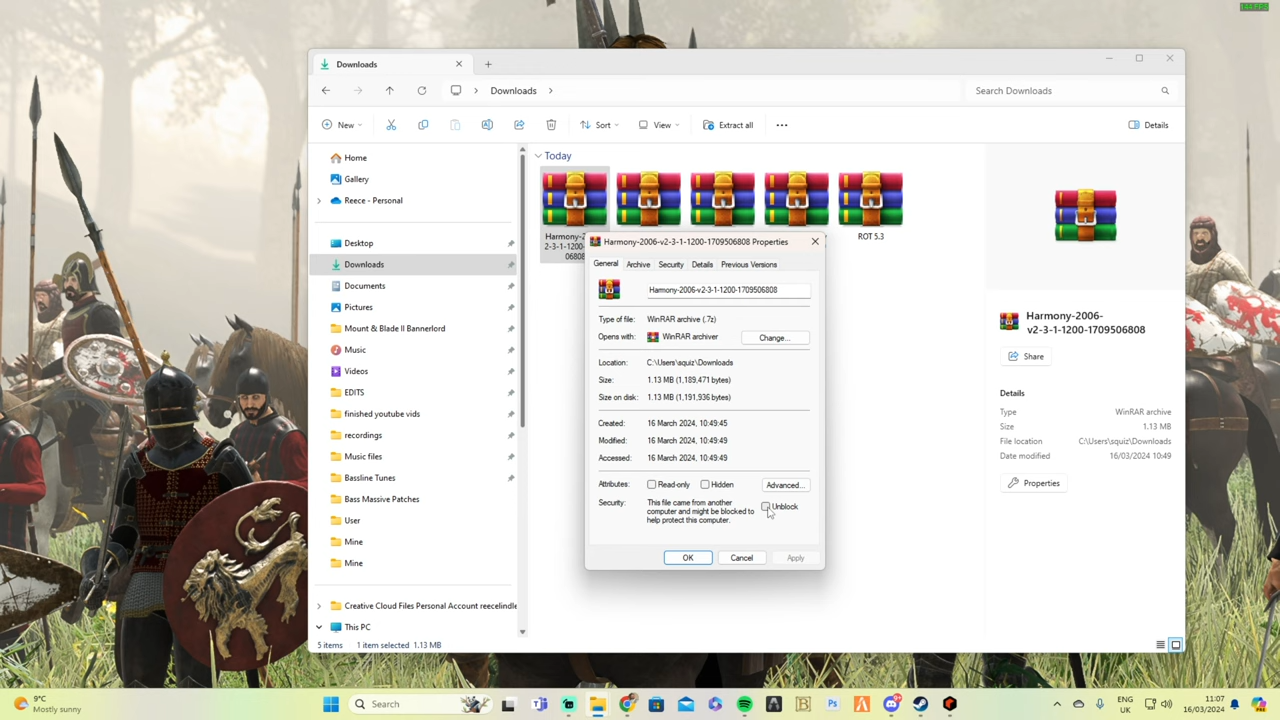 Downloads
Downloads
Search Downloads
New
Sort
View
Extract all
Details
Home
Gallery
Reece - Personal
Desktop
Downloads
Documents
Pictures
Mount & Blade II Bannerlord
Music
Videos
EDITS
finished youtube vids
recordings
Music files
Bassline Tunes
Bass Massive Patches
User
Mine
Mine
Creative Cloud Files Personal Account reecelindle
This PC
5 items 1 item selected 1.13 MB
Today
ROT 5.3
Harmony-2006-v2-3-1-1200-1709506808 Properties
General Archive Security Details Previous Versions
Harmony-2006-v2-3-1-1200-1709506808
Type of file: WinRAR archive (.7z)
Opens with: WinRAR archiver Change...
Location: C:\Users\squiz\Downloads
Size: 1.13 MB (1,189,471 bytes)
Size on disk: 1.13 MB (1,191,936 bytes)
Created: 16 March 2024, 10:49:45
Modified: 16 March 2024, 10:49:49
Accessed: 16 March 2024, 10:49:49
Attributes: Read-only Hidden Advanced...
Security: This file came from another
computer and might be blocked to
help protect this computer.
Unblock
OK Cancel Apply
Harmony-2006-
v2-3-1-1200-1709506808
Share
Details
Type WinRAR archive
Size 1.13 MB
File location C:\Users\squiz\Downloads
Date modified 16/03/2024 10:49
Properties
9°C
Mostly sunny
Search
ENG
UK
11:07
16/03/2024